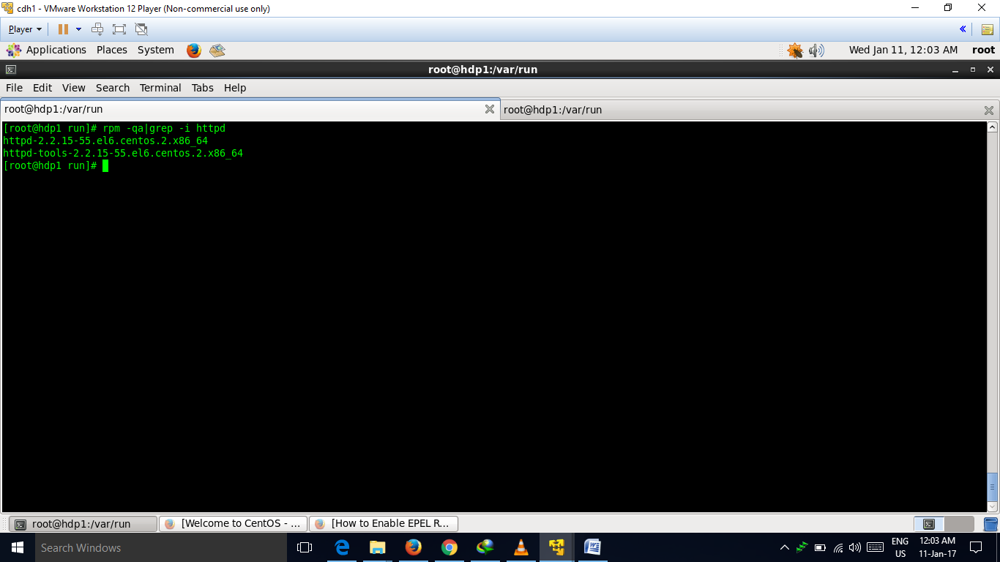 cdh1 - VMware Workstation 12 Player (Non-commercial use only)
Player
Applications Places System Wed Jan 11, 12:03 AM root
root@hdp1:/var/run
File Edit View Search Terminal Tabs Help
root@hdp1:/var/run root@hdp1:/var/run
[root@hdp1 run]# rpm -qa|grep -i httpd
httpd-2.2.15-55.el6.centos.2.x86_64
httpd-tools-2.2.15-55.el6.centos.2.x86_64
[root@hdp1 run]#
root@hdp1:/var/run [Welcome to CentOS - ... [How to Enable EPEL R...
Search Windows ENG 12:03 AM
US 11-Jan-17